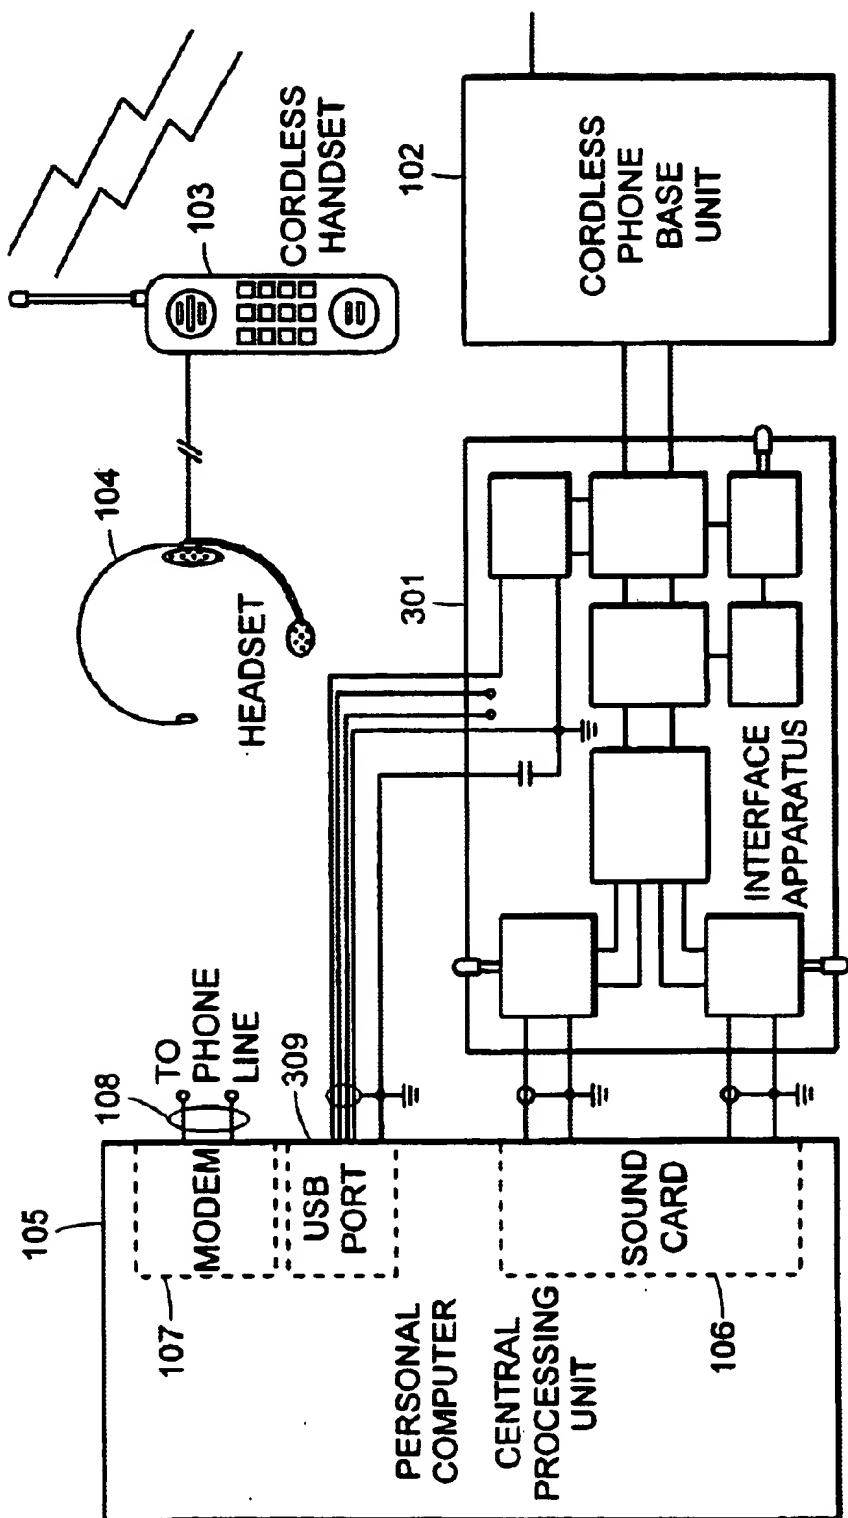 105
107
MODEM
108
TO
PHONE
LINE
309
USB
PORT
PERSONAL
COMPUTER
CENTRAL
PROCESSING
UNIT
SOUND
CARD
106
HEADSET
104
103
CORDLESS
HANDSET
301
INTERFACE
APPARATUS
102
CORDLESS
PHONE
BASE
UNIT